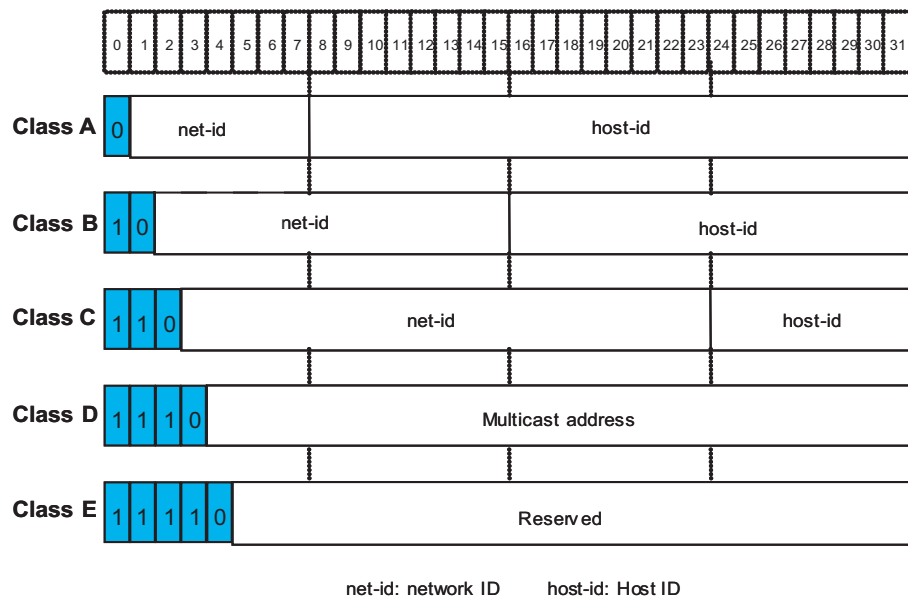 0 1 2 3 4 5 6 7 8 9 10 11 12 13 14 15 16 17 18 19 20 21 22 23 24 25 26 27 28 29 30 31
Class A 0 net-id host-id
Class B 1 0 net-id host-id
Class C 1 1 0 net-id host-id
Class D 1 1 1 0 Multicast address
Class E 1 1 1 1 0 Reserved
net-id: network ID host-id: Host ID